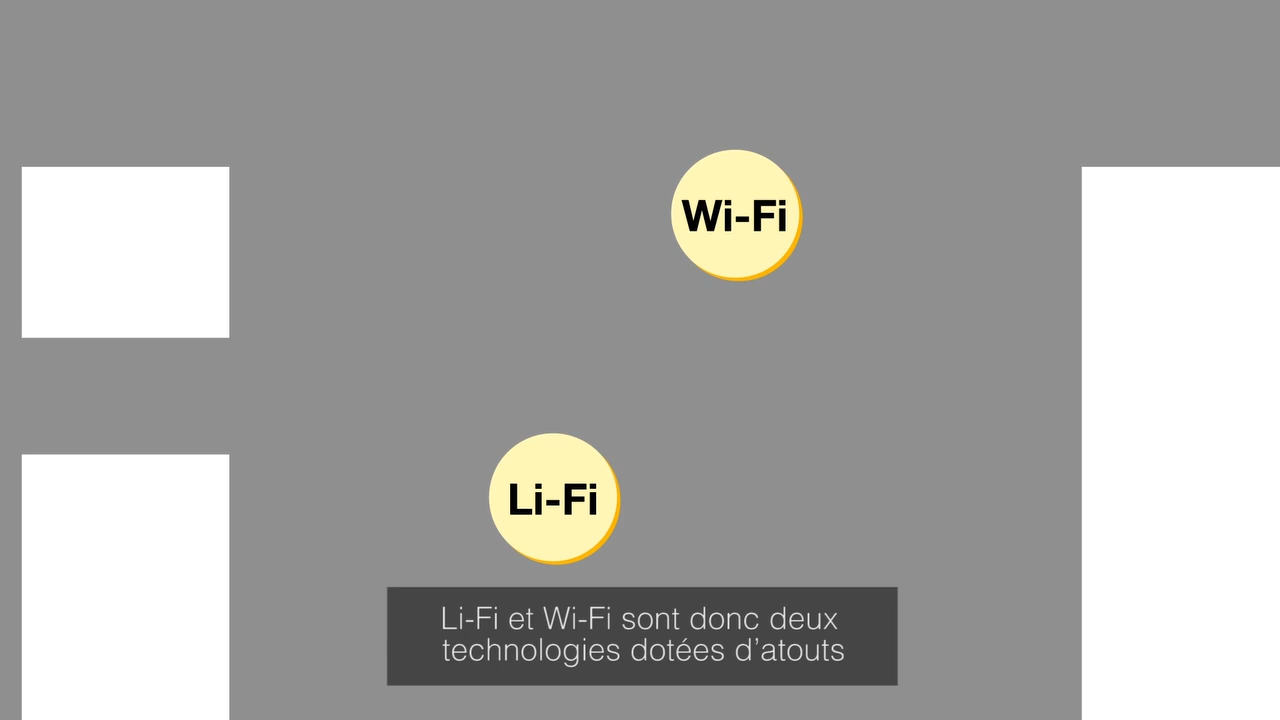 Wi-Fi
Li-Fi
Li-Fi et Wi-Fi sont donc deux
technologies dotées d’atouts